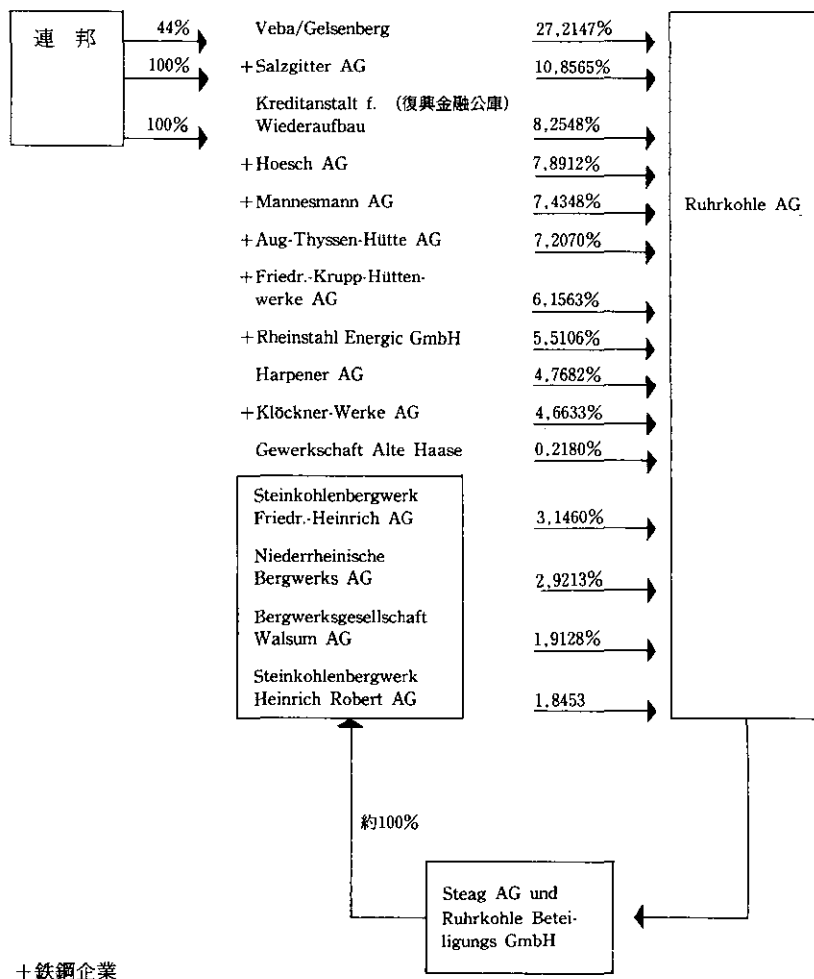 連邦 44% Veba/Gelsenberg 27,2147%
100% +Salzgitter AG 10,8565%
Kreditanstalt f. (復興金融公庫)
100% Wiederaufbau 8,2548%
+Hoesch AG 7,8912%
+Mannesmann AG 7,4348% Ruhrkohle AG
+Aug-Thyssen-Hütte AG 7,2070%
+Friedr.-Krupp-Hütten-
werke AG 6,1563%
+Rheinstahl Energic GmbH 5,5106%
Harpener AG 4,7682%
+Klöckner-Werke AG 4,6633%
Gewerkschaft Alte Haase 0,2180%
Steinkohlenbergwerk
Friedr.-Heinrich AG 3,1460%
Niederrheinische
Bergwerks AG 2,9213%
Bergwerksgesellschaft
Walsum AG 1,9128%
Steinkohlenbergwerk
Heinrich Robert AG 1,8453
約100%
Steag AG und
Ruhrkohle Betei-
ligungs GmbH
+鉄鋼企業